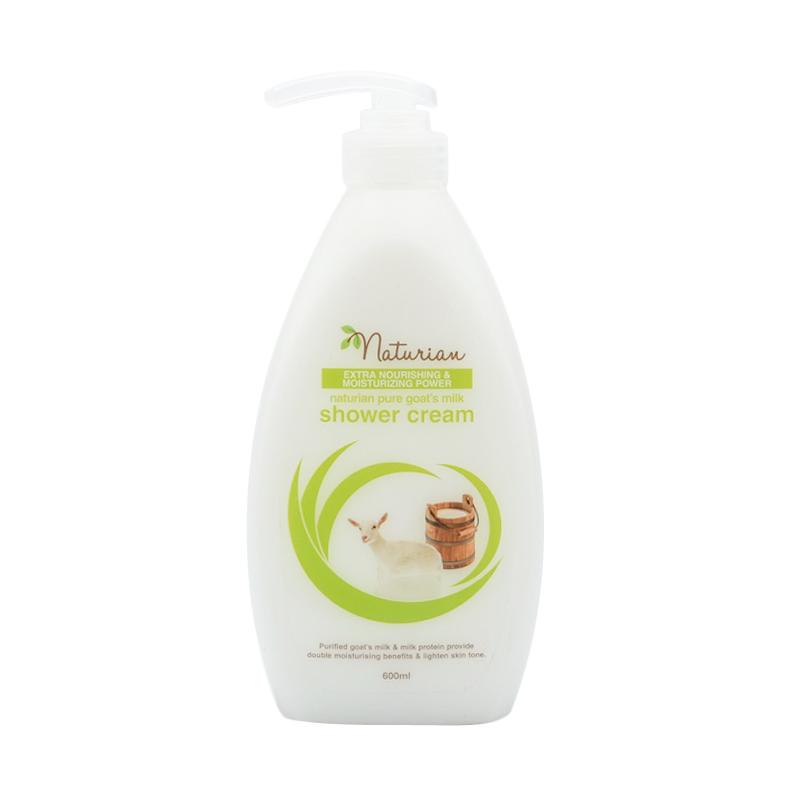 Naturian
EXTRA NOURISHING &
MOISTURIZING POWER
naturian pure goat's milk
shower cream
Purified goat's milk & milk protein provide
double moisturising benefits & lighten skin tone.
600ml